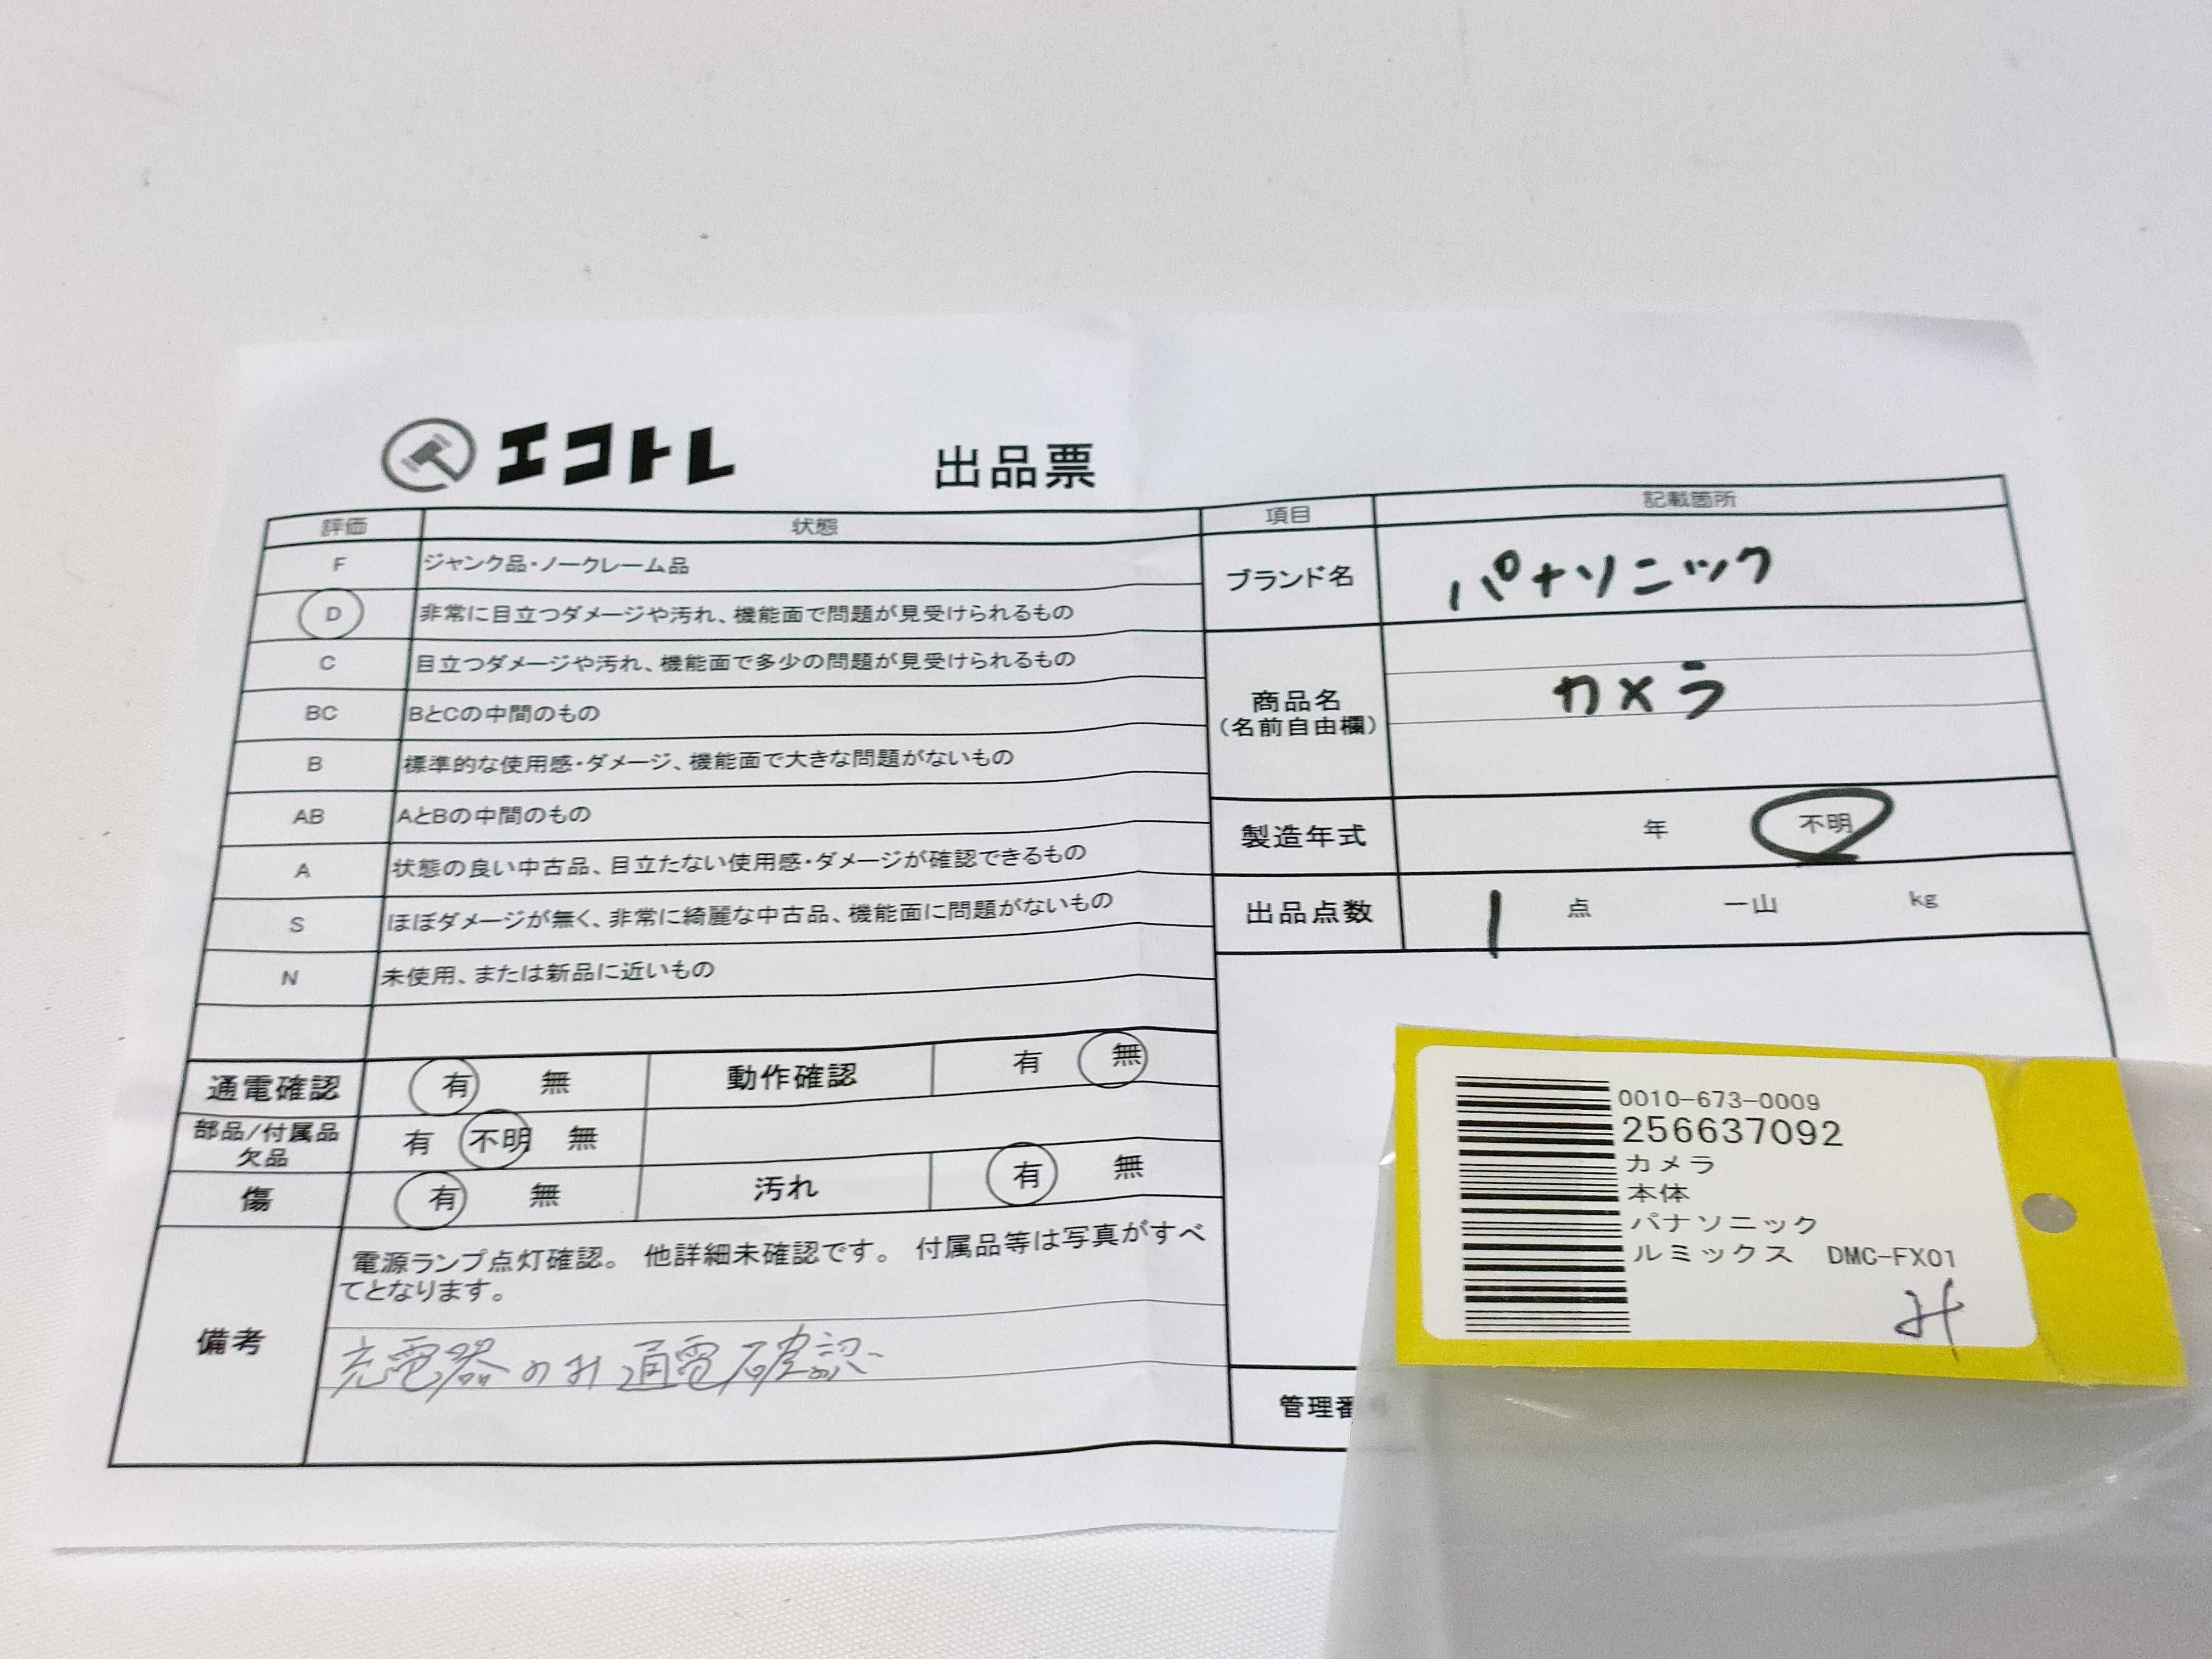 エコトレ 出品票
評価 状態
F ジャンク品・ノークレーム品
D 非常に目立つダメージや汚れ、機能面で問題が見受けられるもの
C 目立つダメージや汚れ、機能面で多少の問題が見受けられるもの
BC BとCの中間のもの
B 標準的な使用感・ダメージ、機能面で大きな問題がないもの
AB AとBの中間のもの
A 状態の良い中古品、目立たない使用感・ダメージが確認できるもの
S ほぼダメージが無く、非常に綺麗な中古品、機能面に問題がないもの
N 未使用、または新品に近いもの
通電確認 有 無 動作確認 有 無
部品/付属品
欠品 有 不明 無
傷 有 無 汚れ 有 無
備考
電源ランプ点灯確認。 他詳細未確認です。 付属品等は写真がすべ
てとなります。
充電器のみ通電確認
項目 記載箇所
ブランド名 パナソニック
商品名
(名前自由欄)
カメラ
製造年式 年 不明
出品点数 1 点 一山 kg
管理番
0010-673-0009
256637092
カメラ
本体
パナソニック
ルミックス DMC-FX01
み